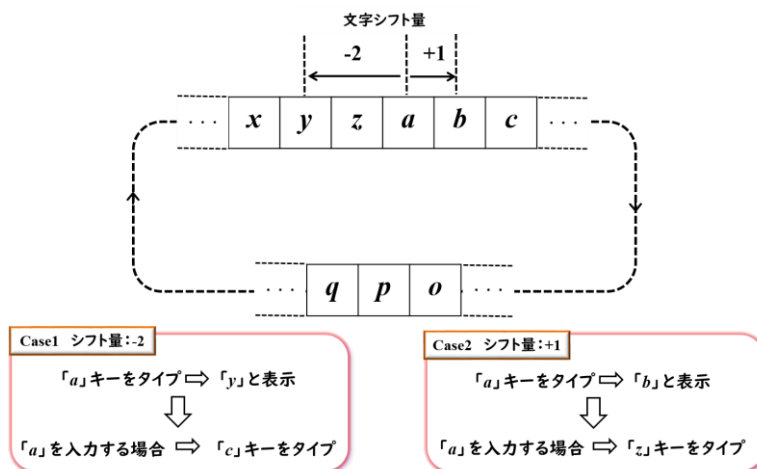 文字シフト量
-2 +1
··· x y z a b c ···
··· q p o ···
Case1 シフト量:-2
「a」キーをタイプ⇨「y」と表示
「a」を入力する場合 ⇨ 「c」キーをタイプ
Case2 シフト量:+1
「a」キーをタイプ⇨「b」と表示
「a」を入力する場合⇨「z」キーをタイプ